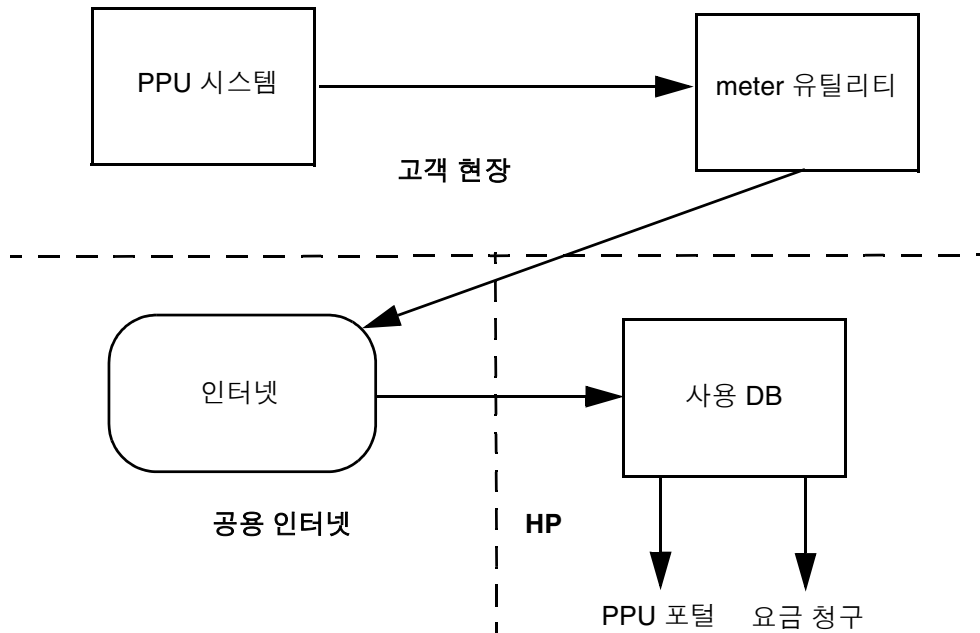 PPU 시스템
meter 유틸리티
고객 현장
인터넷
사용 DB
공용 인터넷
HP
PPU 포털
요금 청구